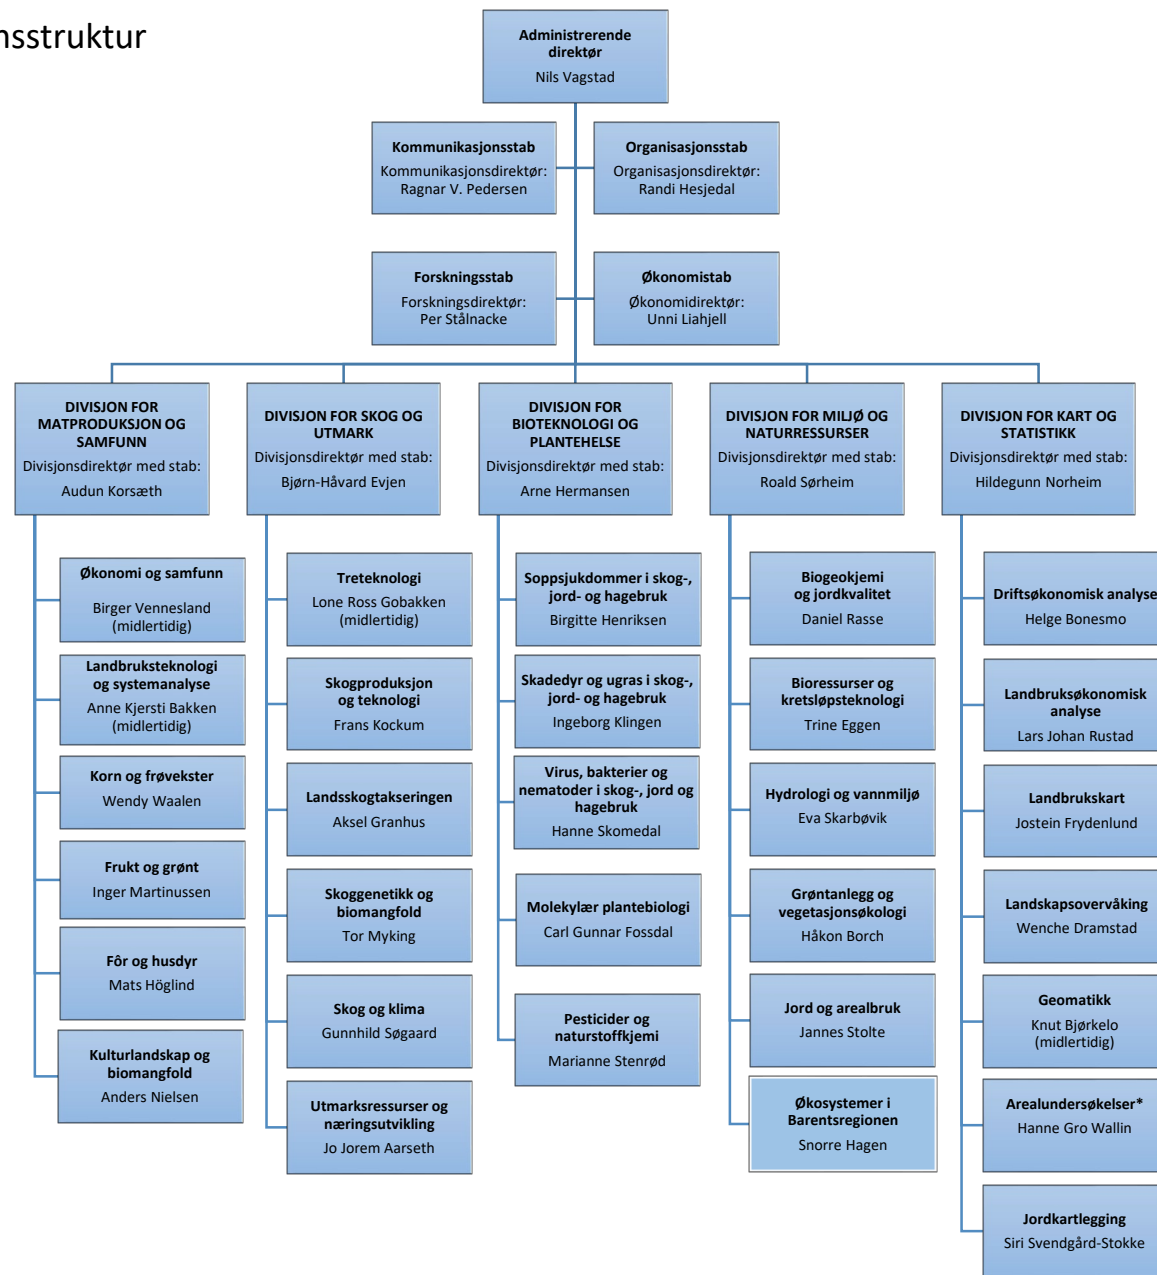 nsstruktur
Administrerende
direktør
Nils Vagstad
Kommunikasjonsstab
Kommunikasjonsdirektør:
Ragnar V. Pedersen
Organisasjonsstab
Organisasjonsdirektør:
Randi Hesjedal
Forskningsstab
Forskningsdirektør:
Per Stålnacke
Økonomistab
Økonomidirektør:
Unni Liahjell
DIVISJON FOR
MATPRODUKSJON OG
SAMFUNN
Divisjonsdirektør med stab:
Audun Korsæth
Økonomi og samfunn
Birger Vennesland
(midlertidig)
Landbruksteknologi
og systemanalyse
Anne Kjersti Bakken
(midlertidig)
Korn og frøvekster
Wendy Waalen
Frukt og grønt
Inger Martinussen
Fôr og husdyr
Mats Höglind
Kulturlandskap og
biomangfold
Anders Nielsen
DIVISJON FOR SKOG OG
UTMARK
Divisjonsdirektør med stab:
Bjørn-Håvard Evjen
Treteknologi
Lone Ross Gobakken
(midlertidig)
Skogproduksjon
og teknologi
Frans Kockum
Landsskogtakseringen
Aksel Granhus
Skoggenetikk og
biomangfold
Tor Myking
Skog og klima
Gunnhild Søgaard
Utmarksressurser og
næringsutvikling
Jo Jorem Aarseth
DIVISJON FOR
BIOTEKNOLOGI OG
PLANTEHELSE
Divisjonsdirektør med stab:
Arne Hermansen
Soppsjukdommer i skog-,
jord- og hagebruk
Birgitte Henriksen
Skadedyr og ugras i skog-,
jord- og hagebruk
Ingeborg Klingen
Virus, bakterier og
nematoder i skog-, jord og
hagebruk
Hanne Skomedal
Molekylær plantebiologi
Carl Gunnar Fossdal
Pesticider og
naturstoffkjemi
Marianne Stenrød
DIVISJON FOR MILJØ OG
NATURRESSURSER
Divisjonsdirektør med stab:
Roald Sørheim
Biogeokjemi
og jordkvalitet
Daniel Rasse
Bioressurser og
kretsløpsteknologi
Trine Eggen
Hydrologi og vannmiljø
Eva Skarbøvik
Grøntanlegg og
vegetasjonsøkologi
Håkon Borch
Jord og arealbruk
Jannes Stolte
Økosystemer i
Barentsregionen
Snorre Hagen
DIVISJON FOR KART OG
STATISTIKK
Divisjonsdirektør med stab:
Hildegunn Norheim
Driftsøkonomisk analyse
Helge Bonesmo
Landbruksøkonomisk
analyse
Lars Johan Rustad
Landbrukskart
Jostein Frydenlund
Landskapsovervåking
Wenche Dramstad
Geomatikk
Knut Bjørkelo
(midlertidig)
Arealundersøkelser*
Hanne Gro Wallin
Jordkartlegging
Siri Svendgård-Stokke